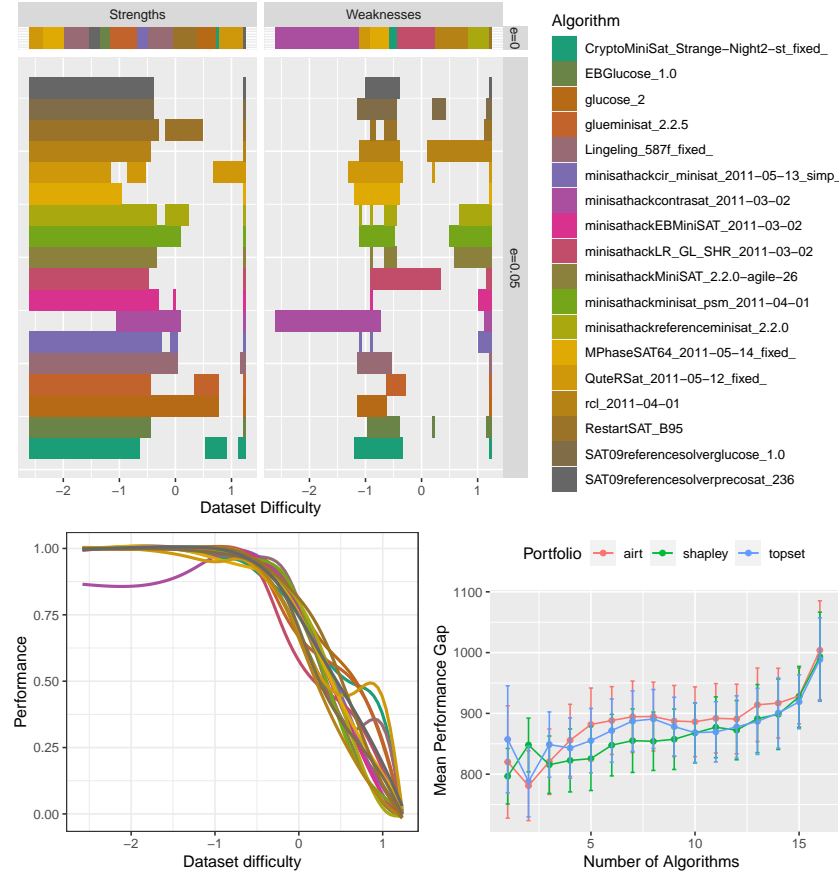 Strengths
Weaknesses
e=0
e=0.05
−2
−1
0
1
−2
−1
0
1
Dataset Difficulty
Algorithm
CryptoMiniSat_Strange−Night2−st_fixed_
EBGlucose_1.0
glucose_2
glueminisat_2.2.5
Lingeling_587f_fixed_
minisathackcir_minisat_2011−05−13_simp_
minisathackcontrasat_2011−03−02
minisathackEBMiniSAT_2011−03−02
minisathackLR_GL_SHR_2011−03−02
minisathackMiniSAT_2.2.0−agile−26
minisathackminisat_psm_2011−04−01
minisathackreferenceminisat_2.2.0
MPhaseSAT64_2011−05−14_fixed_
QuteRSat_2011−05−12_fixed_
rcl_2011−04−01
RestartSAT_B95
SAT09referencesolverglucose_1.0
SAT09referencesolverprecosat_236
Performance
1.00
0.75
0.50
0.25
0.00
−2
−1
0
1
Dataset difficulty
Portfolio
airt
shapley
topset
Mean Performance Gap
1100
1000
900
800
5
10
15
Number of Algorithms